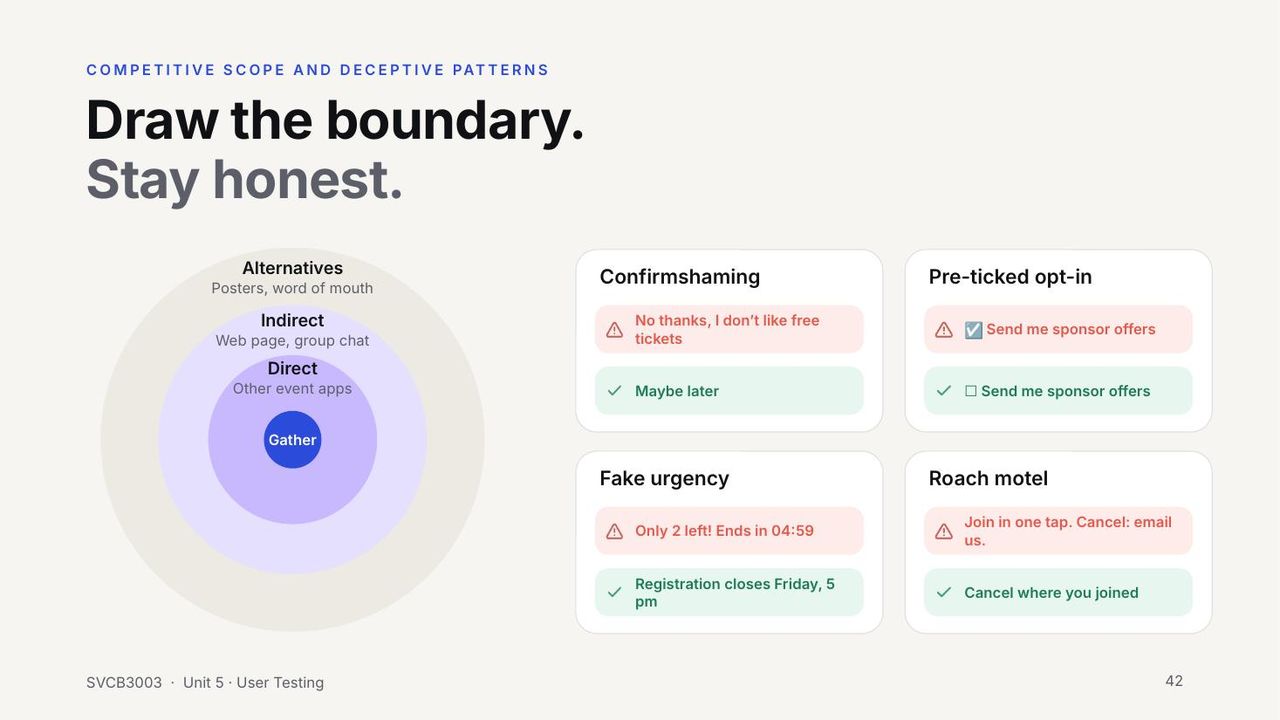 COMPETITIVE SCOPE AND DECEPTIVE PATTERNS
Draw the boundary.
Stay honest.
Alternatives
Posters, word of mouth
Indirect
Web page, group chat
Direct
Other event apps
Gather
Confirmshaming
No thanks, I don’t like free
tickets
Maybe later
Pre-ticked opt-in
☑ Send me sponsor offers
☐ Send me sponsor offers
Fake urgency
Only 2 left! Ends in 04:59
Registration closes Friday, 5
pm
Roach motel
Join in one tap. Cancel: email
us.
Cancel where you joined
SVCB3003 · Unit 5 · User Testing
42